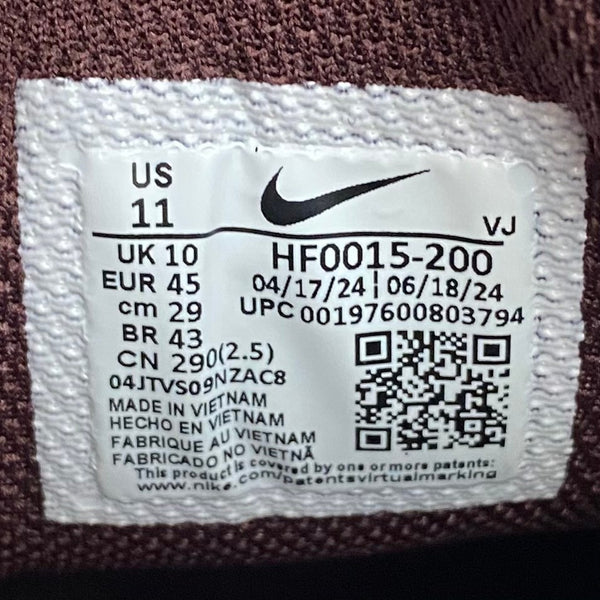 US
11
VJ
UK 10
HF0015-200
EUR 45
04/17/24 | 06/18/24
cm 29
UPC 00197600803794
BR 43
CN 290(2.5)
04JTVS09NZAC8
MADE IN VIETNAM
HECHO EN VIETNAM
FABRIQUE AU VIETNAM
FABRICADO NO VIETNÃ
This product is covered by one or more patents:
www.nike.com/patentsvirtualmarking